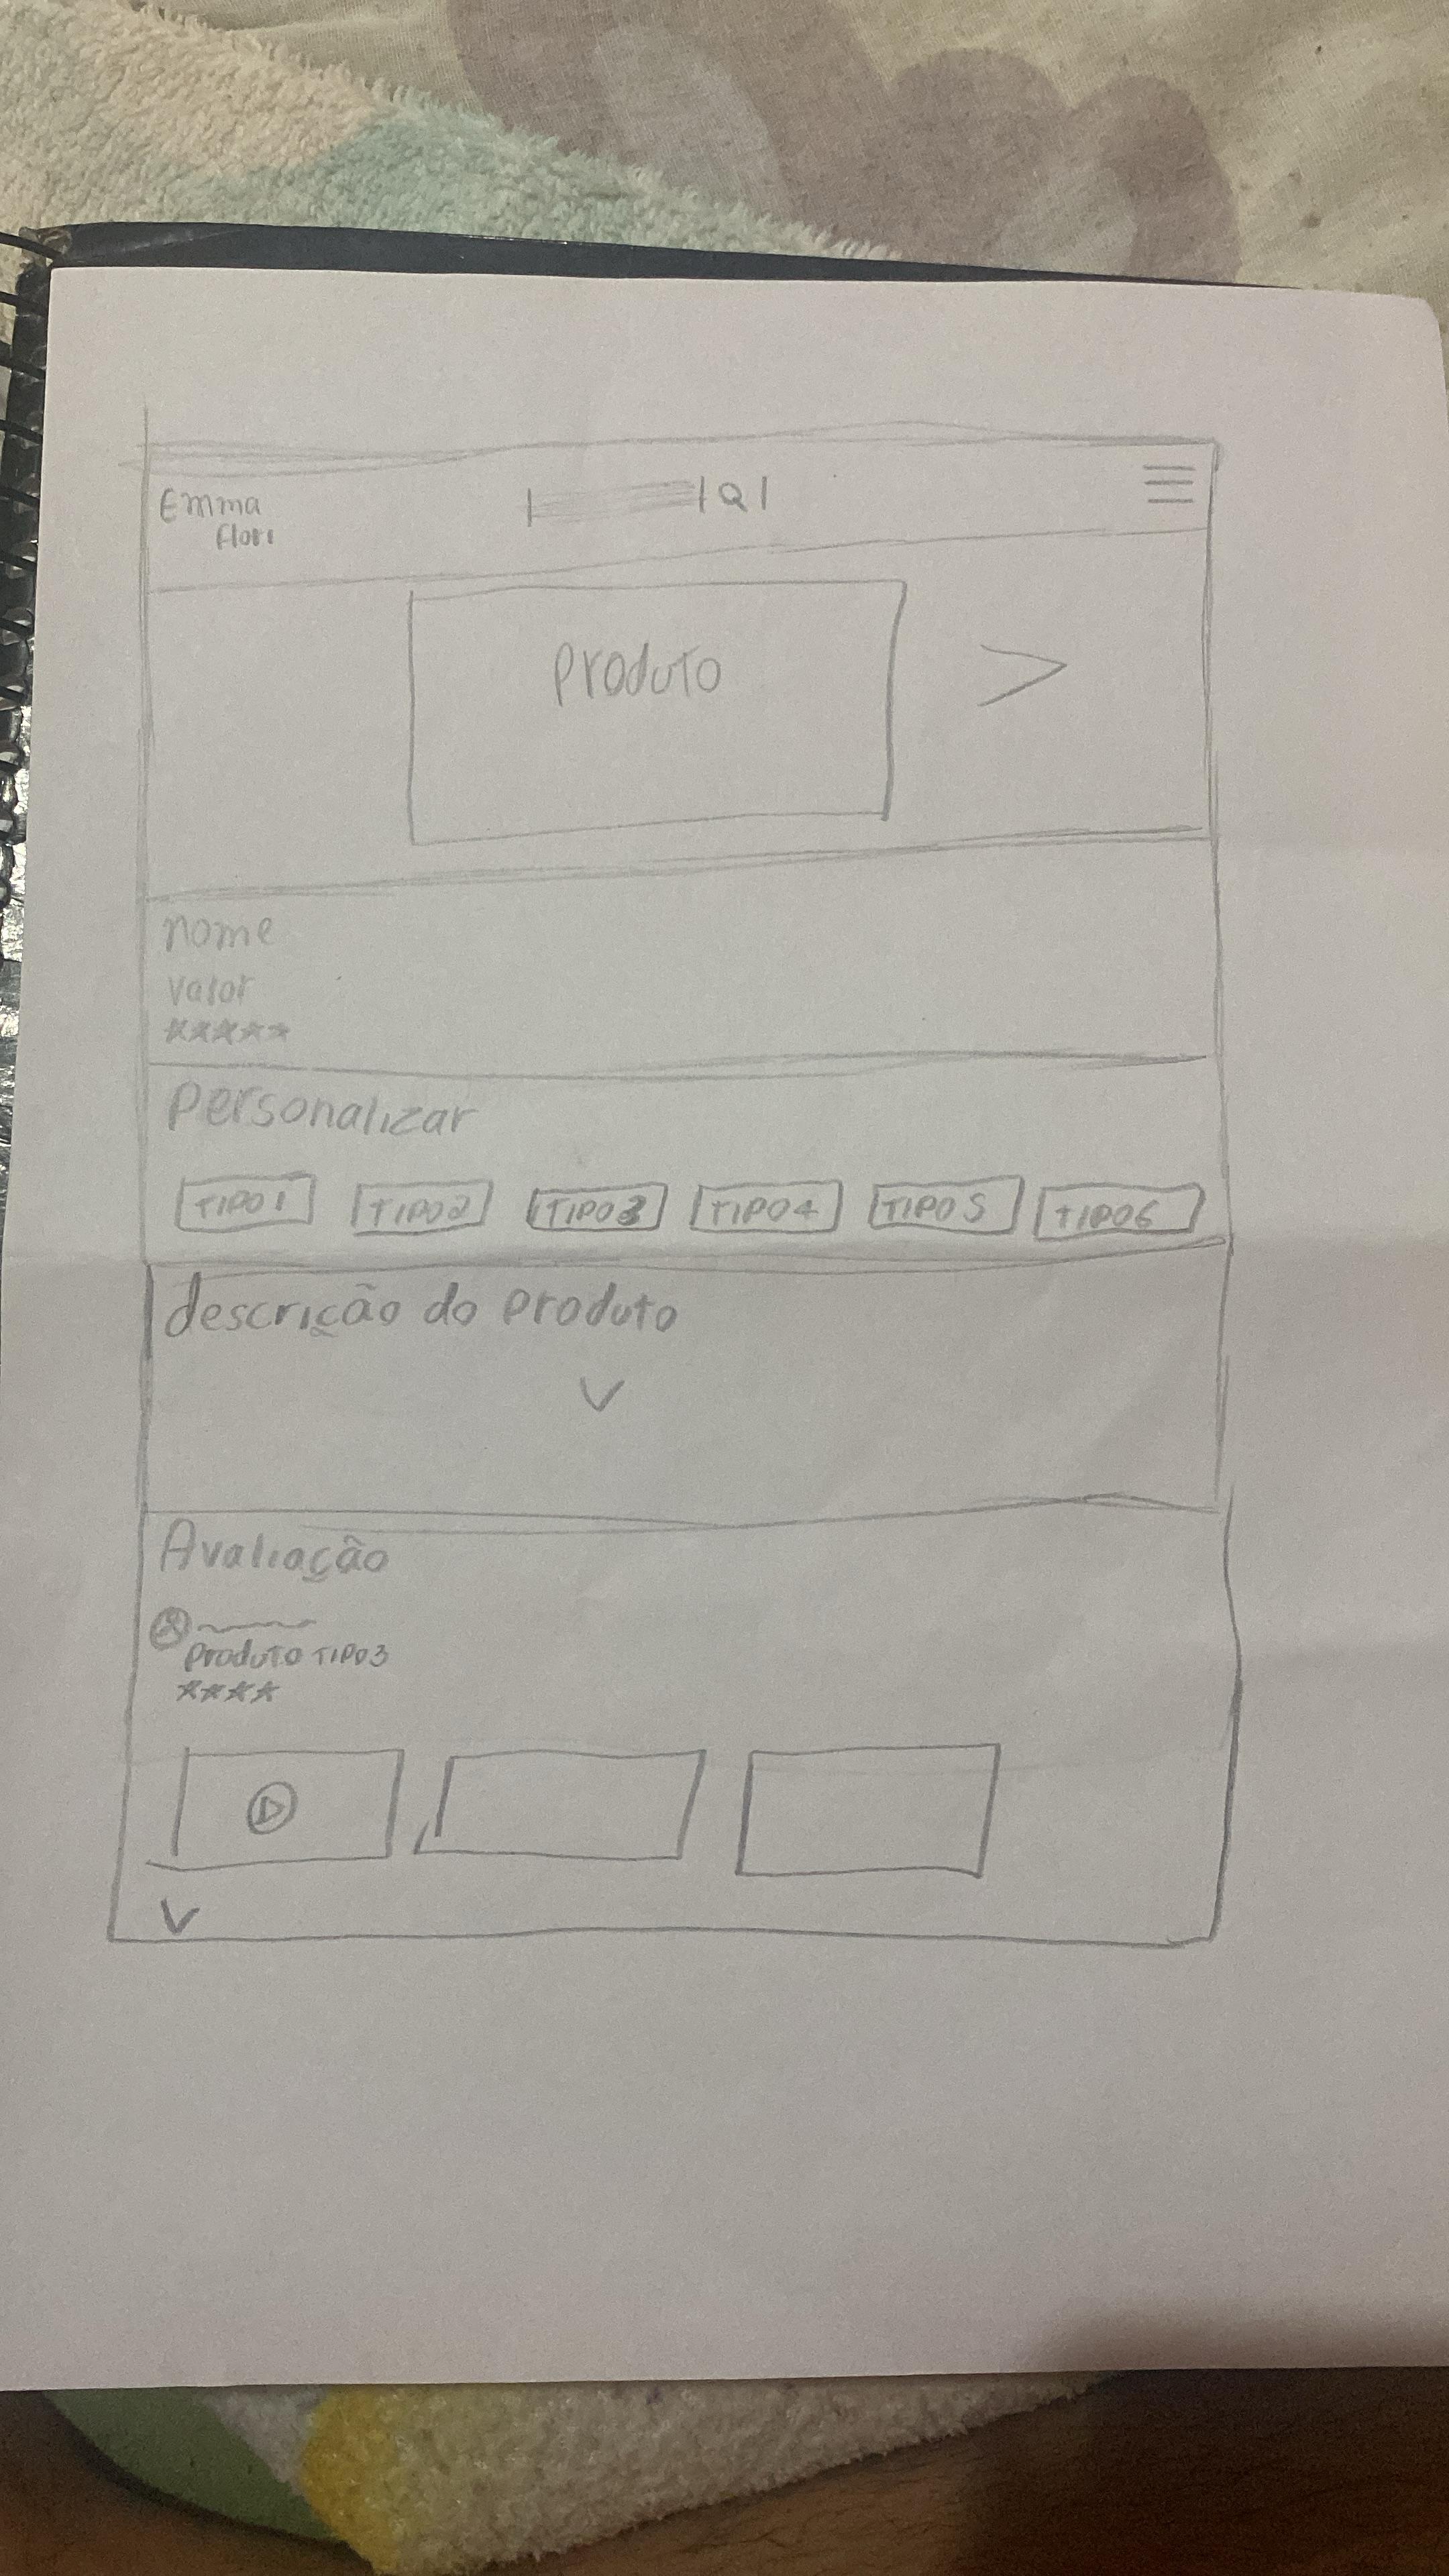 Emma
Flori
Produto
nome
valor
Personalizar
TIPO1 TIPO2 TIPO3 TIPO4 TIPO5 TIPO6
descrição do Produto
Avaliação
Produto TIPO3